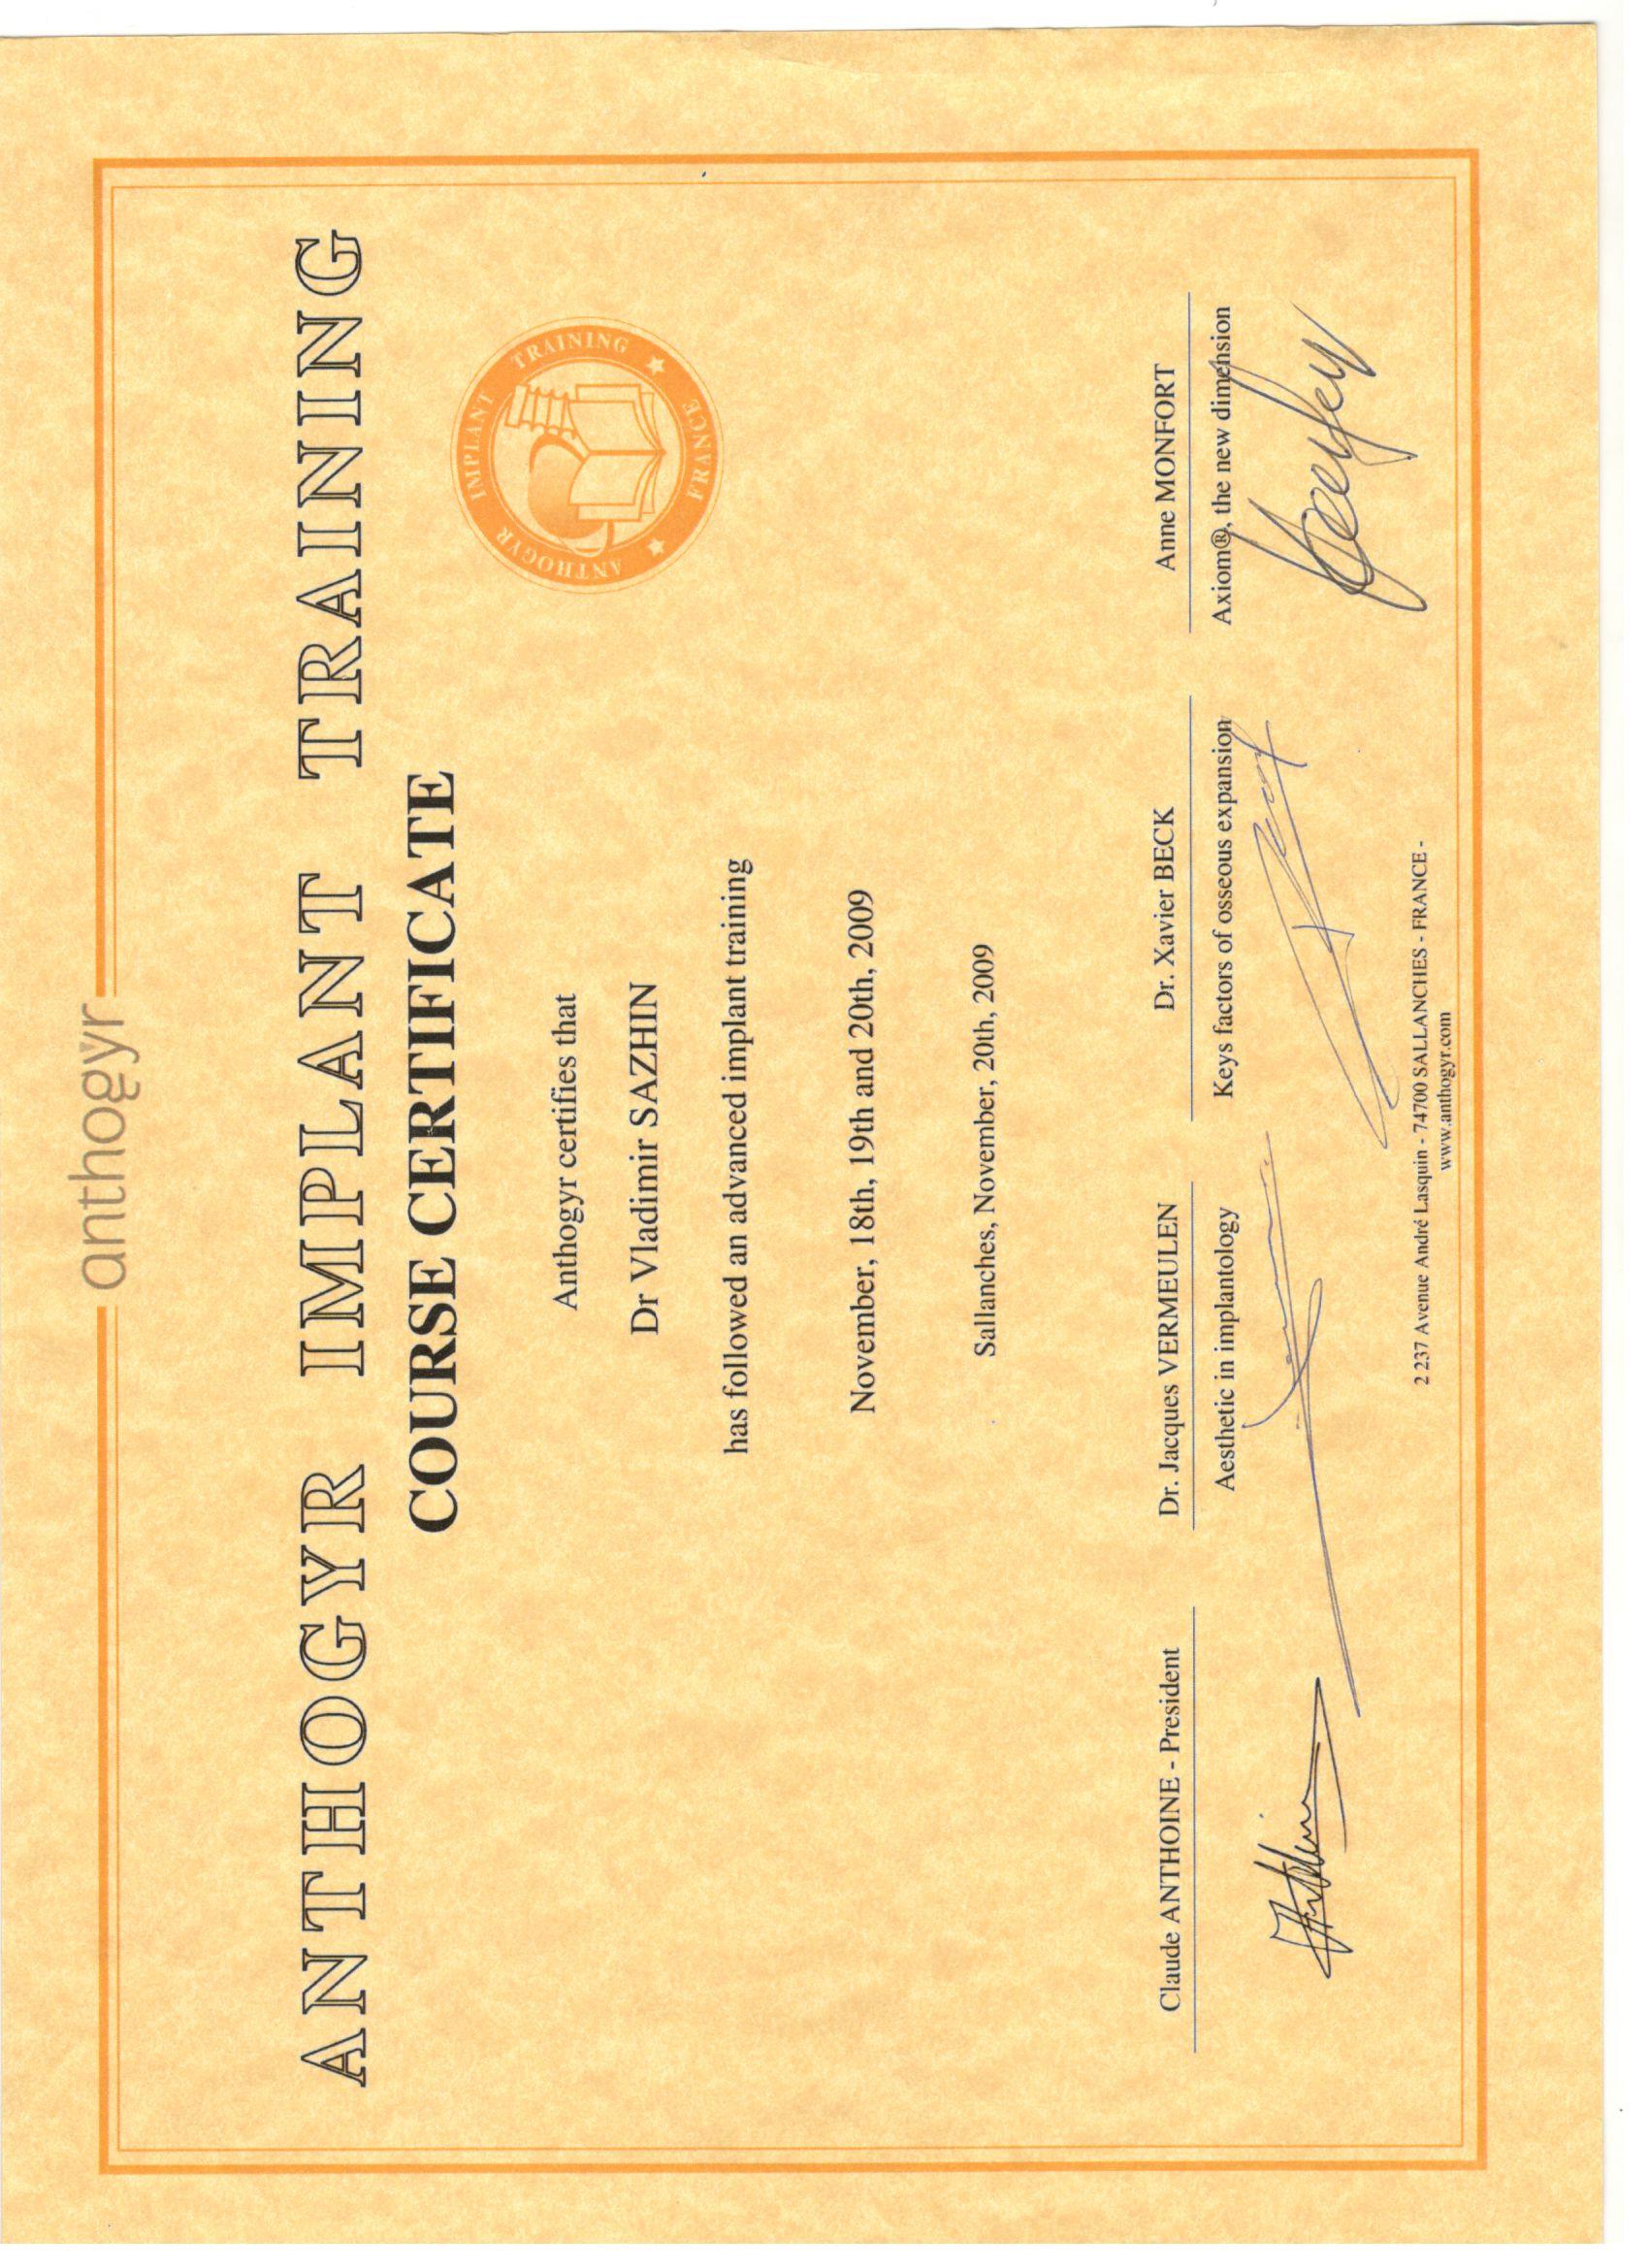 anthogyr
ANTHOGYR IMPLANT TRAINING
COURSE CERTIFICATE
ANTHOGYR IMPLANT TRAINING
FRANCE
Anthogyr certifies that
Dr Vladimir SAZHIN
has followed an advanced implant training
November, 18th, 19th and 20th, 2009
Sallanches, November, 20th, 2009
Claude ANTHOINE - President
Dr. Jacques VERMEULEN
Aesthetic in implantology
Dr. Xavier BECK
Keys factors of osseous expansion
Anne MONFORT
Axiom®, the new dimension
2 237 Avenue André Lasquin - 74700 SALLANCHES - FRANCE -
www.anthogyr.com